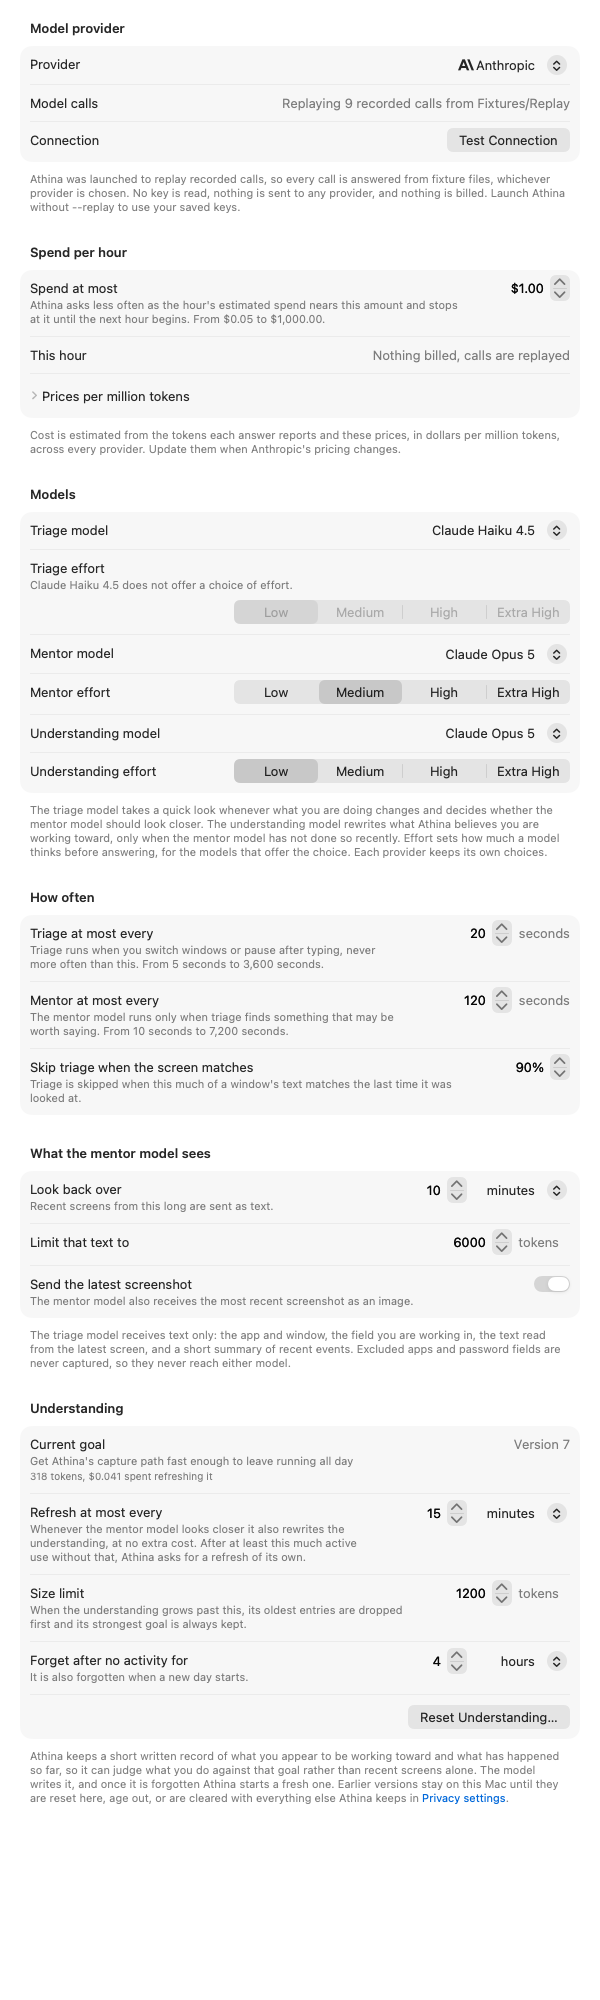 Model provider
Provider
Anthropic
Model calls
Replaying 9 recorded calls from Fixtures/Replay
Connection
Test Connection
Athina was launched to replay recorded calls, so every call is answered from fixture files, whichever
provider is chosen. No key is read, nothing is sent to any provider, and nothing is billed. Launch Athina
without --replay to use your saved keys.
Spend per hour
Spend at most
$1.00
Athina asks less often as the hour's estimated spend nears this amount and stops
at it until the next hour begins. From $0.05 to $1,000.00.
This hour
Nothing billed, calls are replayed
Prices per million tokens
Cost is estimated from the tokens each answer reports and these prices, in dollars per million tokens,
across every provider. Update them when Anthropic's pricing changes.
Models
Triage model
Claude Haiku 4.5
Triage effort
Claude Haiku 4.5 does not offer a choice of effort.
Low Medium High Extra High
Mentor model
Claude Opus 5
Mentor effort
Low Medium High Extra High
Understanding model
Claude Opus 5
Understanding effort
Low Medium High Extra High
The triage model takes a quick look whenever what you are doing changes and decides whether the
mentor model should look closer. The understanding model rewrites what Athina believes you are
working toward, only when the mentor model has not done so recently. Effort sets how much a model
thinks before answering, for the models that offer the choice. Each provider keeps its own choices.
How often
Triage at most every
20 seconds
Triage runs when you switch windows or pause after typing, never
more often than this. From 5 seconds to 3,600 seconds.
Mentor at most every
120 seconds
The mentor model runs only when triage finds something that may be
worth saying. From 10 seconds to 7,200 seconds.
Skip triage when the screen matches
90%
Triage is skipped when this much of a window's text matches the last time it was
looked at.
What the mentor model sees
Look back over
10 minutes
Recent screens from this long are sent as text.
Limit that text to
6000 tokens
Send the latest screenshot
The mentor model also receives the most recent screenshot as an image.
The triage model receives text only: the app and window, the field you are working in, the text read
from the latest screen, and a short summary of recent events. Excluded apps and password fields are
never captured, so they never reach either model.
Understanding
Current goal
Version 7
Get Athina's capture path fast enough to leave running all day
318 tokens, $0.041 spent refreshing it
Refresh at most every
15 minutes
Whenever the mentor model looks closer it also rewrites the
understanding, at no extra cost. After at least this much active
use without that, Athina asks for a refresh of its own.
Size limit
1200 tokens
When the understanding grows past this, its oldest entries are dropped
first and its strongest goal is always kept.
Forget after no activity for
4 hours
It is also forgotten when a new day starts.
Reset Understanding...
Athina keeps a short written record of what you appear to be working toward and what has happened
so far, so it can judge what you do against that goal rather than recent screens alone. The model
writes it, and once it is forgotten Athina starts a fresh one. Earlier versions stay on this Mac until they
are reset here, age out, or are cleared with everything else Athina keeps in Privacy settings.